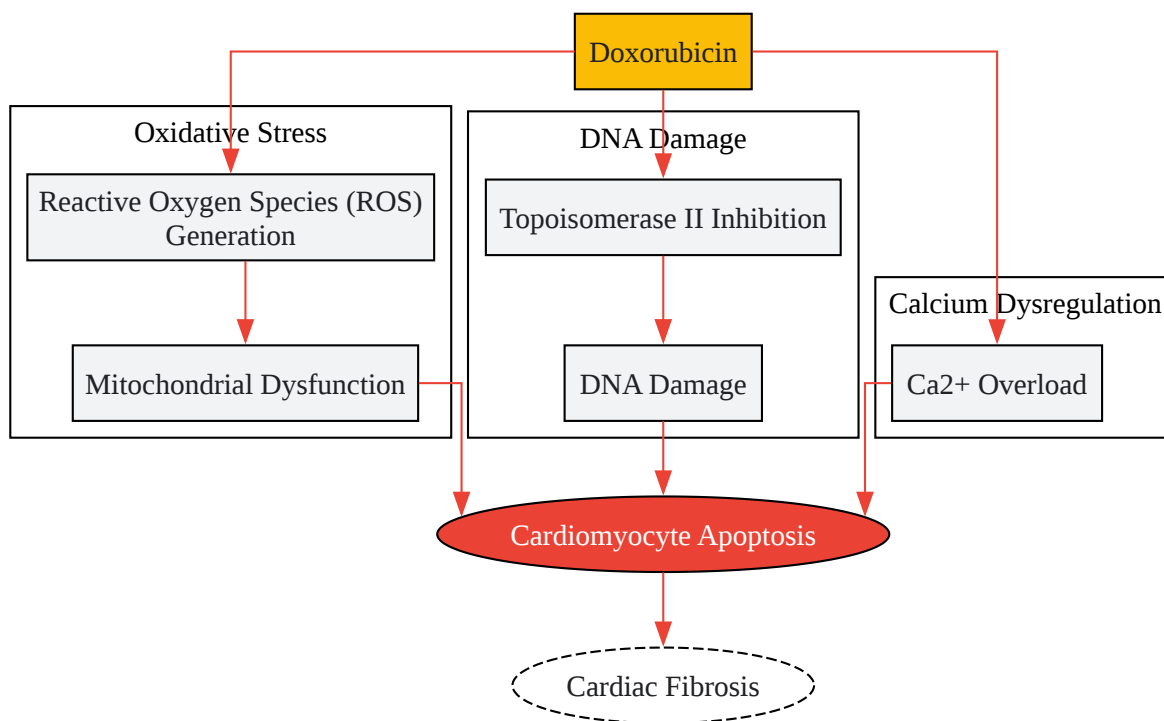 Doxorubicin
Oxidative Stress
Reactive Oxygen Species (ROS)
Generation
Mitochondrial Dysfunction
DNA Damage
Topoisomerase II Inhibition
DNA Damage
Calcium Dysregulation
Ca2+ Overload
Cardiomyocyte Apoptosis
Cardiac Fibrosis